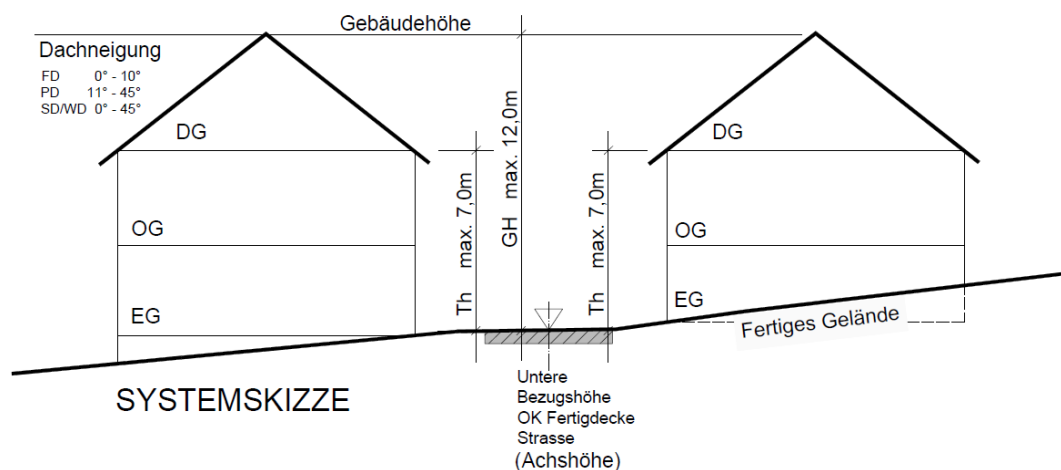 Gebäudehöhe
Dachneigung
FD 0° - 10°
PD 11° - 45°
SD/WD 0° - 45°
DG
OG
EG
Th max. 7,0m
GH max. 12,0m
Th max. 7,0m
DG
OG
EG
Fertiges Gelände
SYSTEMSKIZZE
Untere
Bezugshöhe
OK Fertigdecke
Strasse
(Achshöhe)